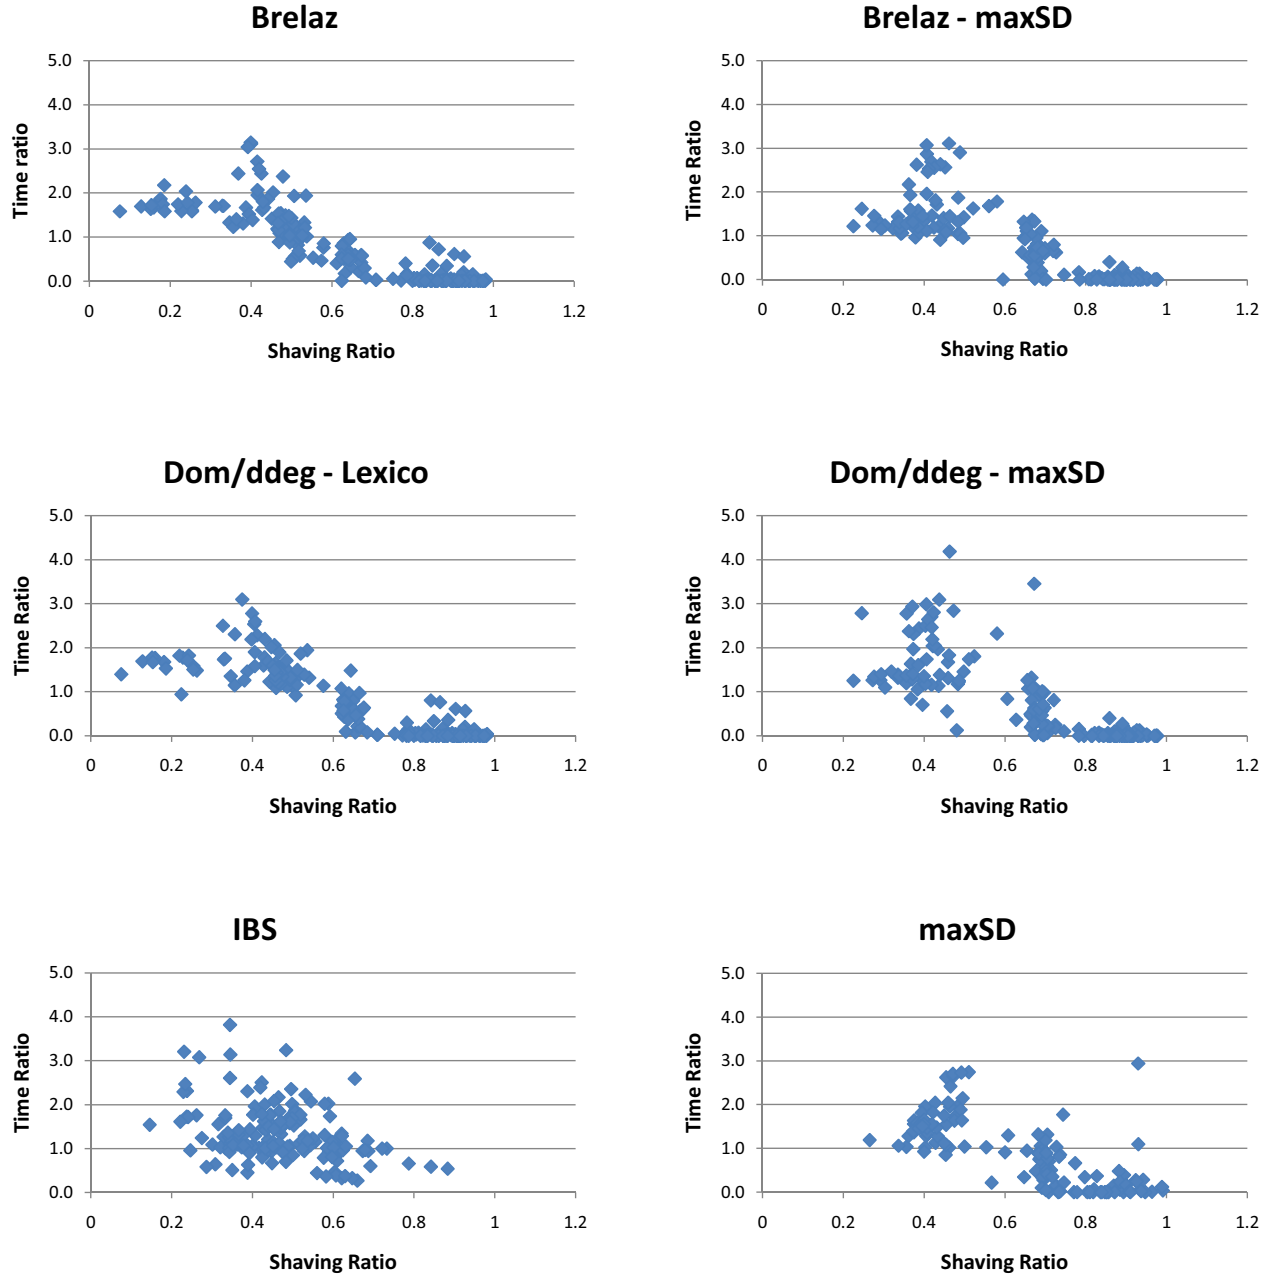 Brelaz
5.0
4.0
3.0
2.0
1.0
0.0
Time ratio
0 0.2 0.4 0.6 0.8 1 1.2
Shaving Ratio
Brelaz - maxSD
5.0
4.0
3.0
2.0
1.0
0.0
Time Ratio
0 0.2 0.4 0.6 0.8 1 1.2
Shaving Ratio
Dom/ddeg - Lexico
5.0
4.0
3.0
2.0
1.0
0.0
Time Ratio
0 0.2 0.4 0.6 0.8 1 1.2
Shaving Ratio
Dom/ddeg - maxSD
5.0
4.0
3.0
2.0
1.0
0.0
Time Ratio
0 0.2 0.4 0.6 0.8 1 1.2
Shaving Ratio
IBS
5.0
4.0
3.0
2.0
1.0
0.0
Time Ratio
0 0.2 0.4 0.6 0.8 1 1.2
Shaving Ratio
maxSD
5.0
4.0
3.0
2.0
1.0
0.0
Time Ratio
0 0.2 0.4 0.6 0.8 1 1.2
Shaving Ratio